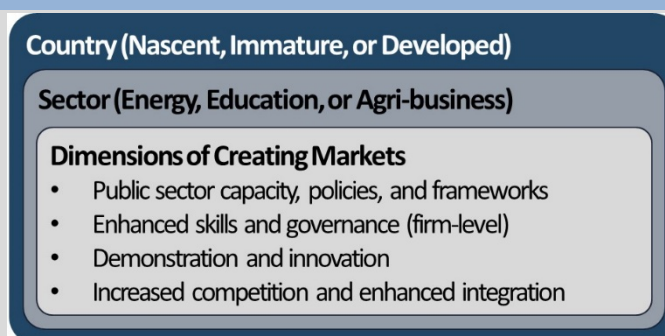 Country (Nascent, Immature, or Developed)
Sector (Energy, Education, or Agri-business)
Dimensions of Creating Markets
• Public sector capacity, policies, and frameworks
• Enhanced skills and governance (firm-level)
• Demonstration and innovation
• Increased competition and enhanced integration